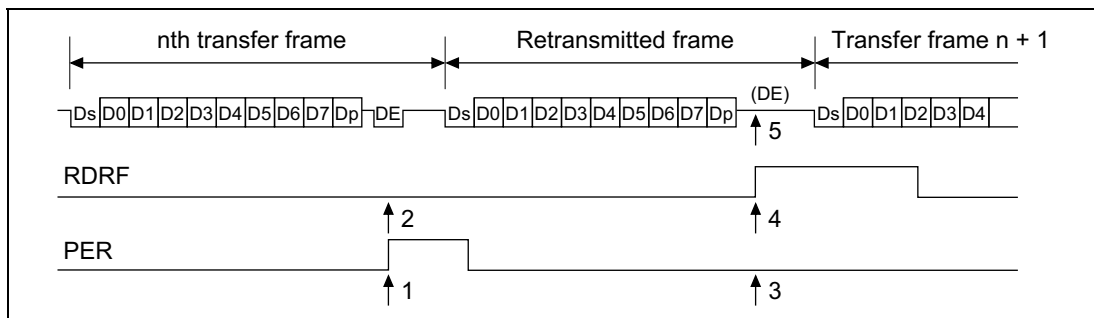 nth transfer frame Retransmitted frame Transfer frame n + 1
(DE)
Ds D0 D1 D2 D3 D4 D5 D6 D7 Dp DE Ds D0 D1 D2 D3 D4 D5 D6 D7 Dp Ds D0 D1 D2 D3 D4
5
RDRF
2 4
PER
1 3